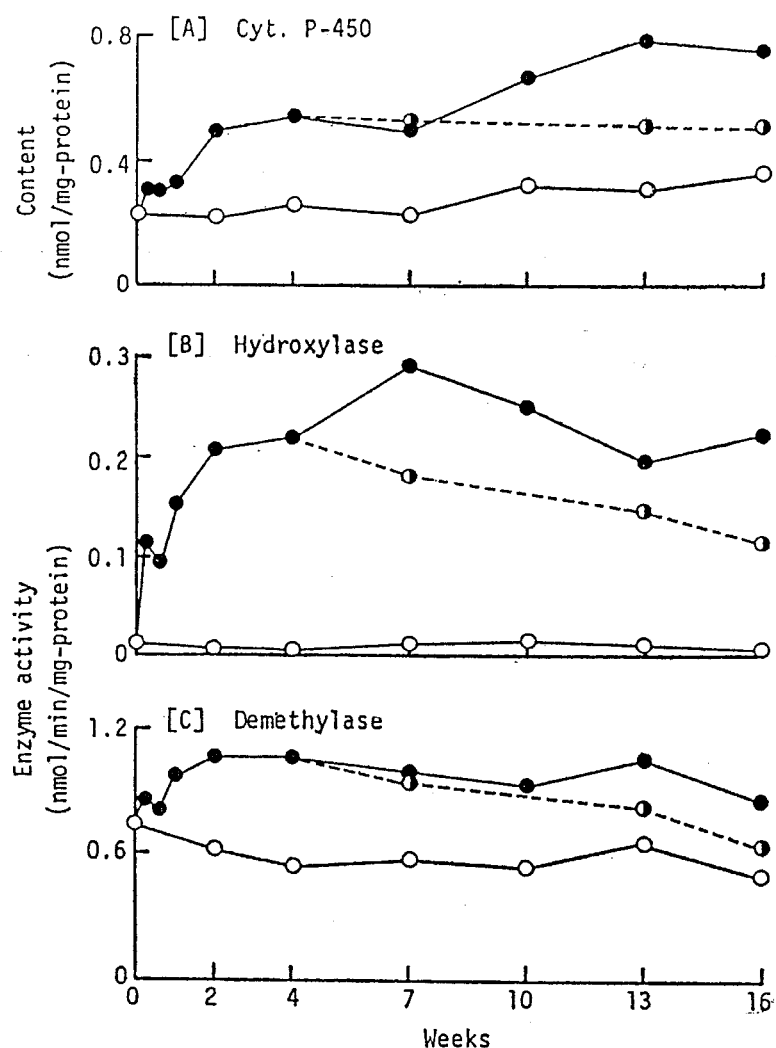 [A] Cyt. P-450
0.8
0.4
0
Content
(nmol/mg-protein)
[B] Hydroxylase
0.3
0.2
0.1
0
Enzyme activity
(nmol/min/mg-protein)
[C] Demethylase
1.2
0.6
0
0 2 4 7 10 13 16
Weeks